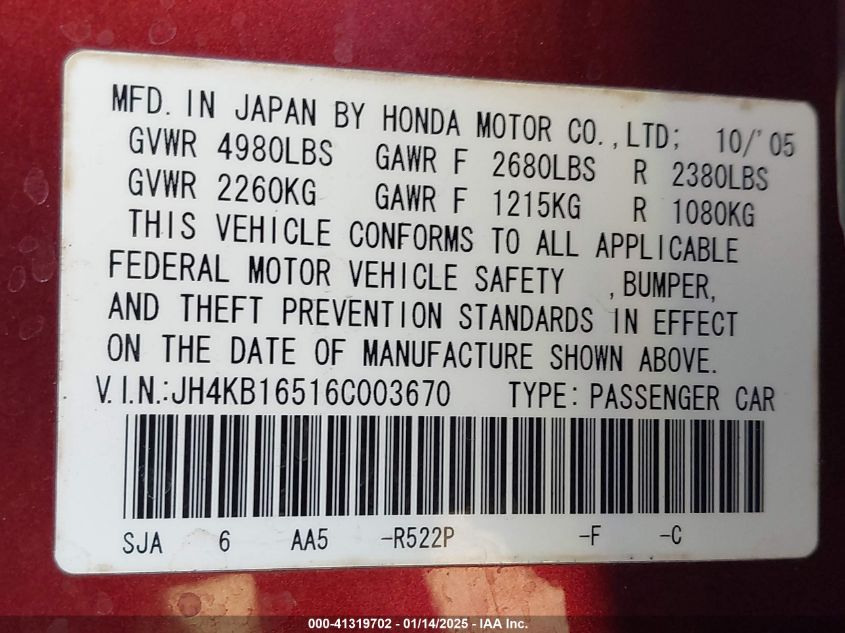 MFD. IN JAPAN BY HONDA MOTOR CO.,LTD; 10/'05
GVWR 4980LBS GAWR F 2680LBS R 2380LBS
GVWR 2260KG GAWR F 1215KG R 1080KG
THIS VEHICLE CONFORMS TO ALL APPLICABLE
FEDERAL MOTOR VEHICLE SAFETY ,BUMPER,
AND THEFT PREVENTION STANDARDS IN EFFECT
ON THE DATE OF MANUFACTURE SHOWN ABOVE.
V.I.N.:JH4KB16516C003670 TYPE: PASSENGER CAR
SJA 6 AA5 -R522P -F -C
000-41319702 - 01/14/2025 - IAA Inc.